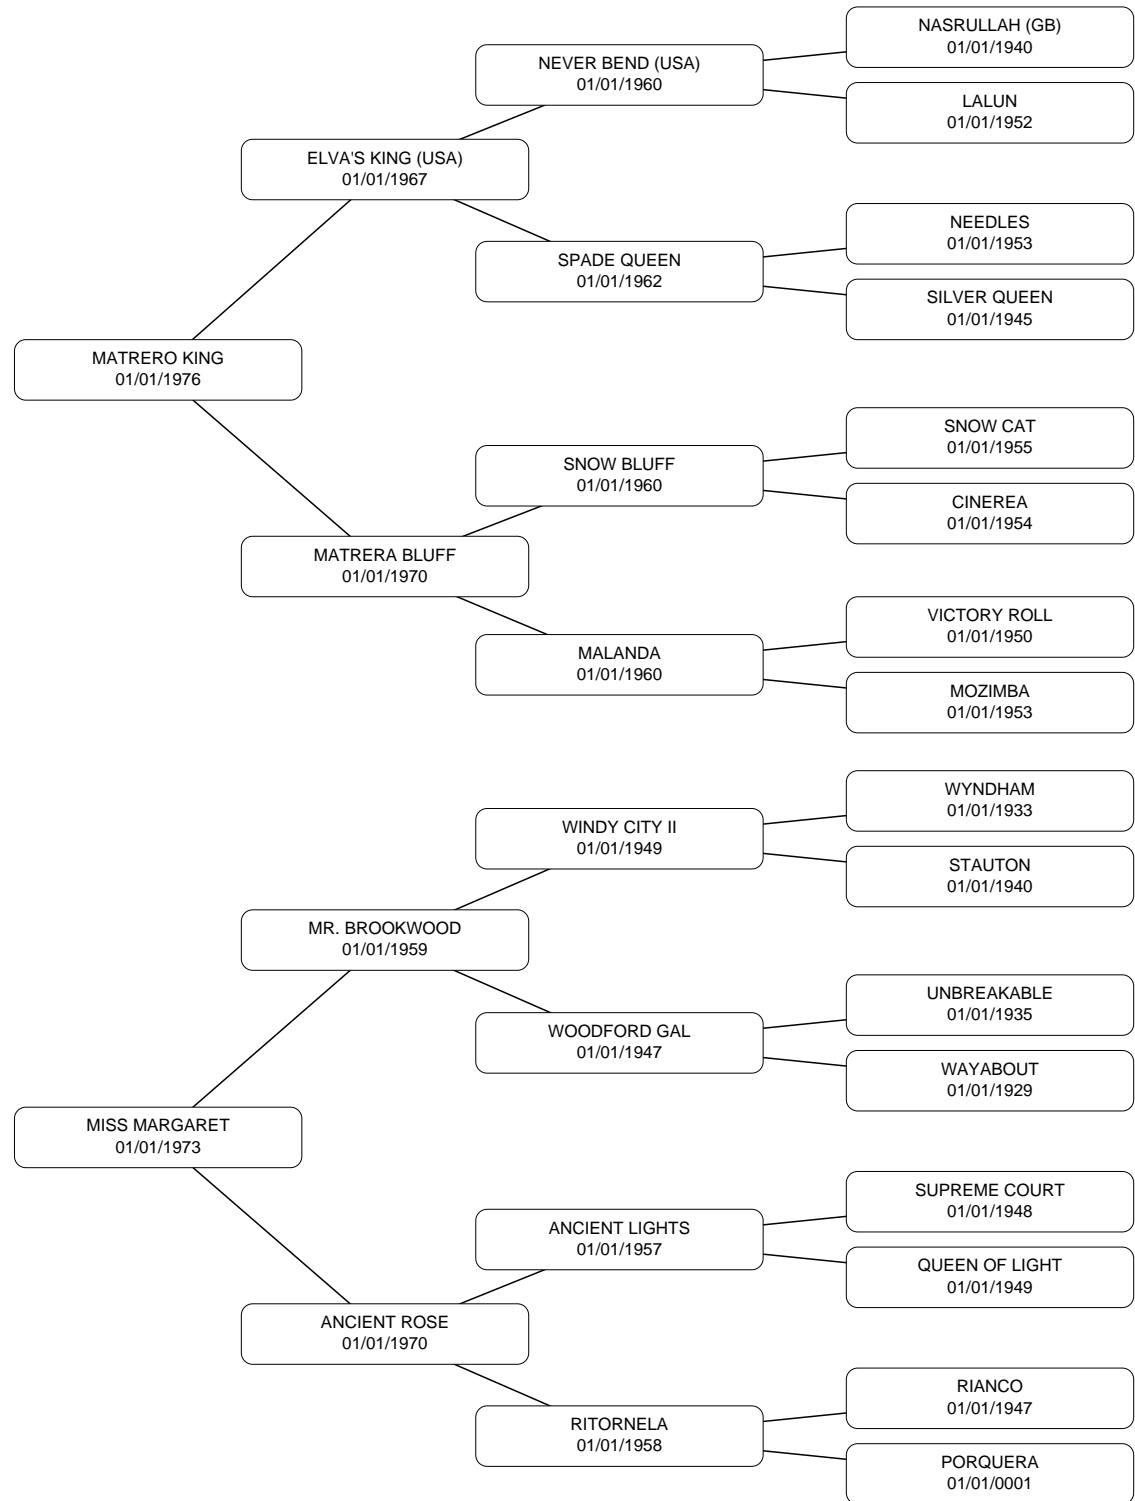 NASRULLAH (GB)
01/01/1940
NEVER BEND (USA)
01/01/1960
LALUN
01/01/1952
ELVA'S KING (USA)
01/01/1967
NEEDLES
01/01/1953
SPADE QUEEN
01/01/1962
SILVER QUEEN
01/01/1945
MATRERO KING
01/01/1976
SNOW CAT
01/01/1955
SNOW BLUFF
01/01/1960
CINEREA
01/01/1954
MATRERA BLUFF
01/01/1970
VICTORY ROLL
01/01/1950
MALANDA
01/01/1960
MOZIMBA
01/01/1953
WYNDHAM
01/01/1933
WINDY CITY II
01/01/1949
STAUTON
01/01/1940
MR. BROOKWOOD
01/01/1959
UNBREAKABLE
01/01/1935
WOODFORD GAL
01/01/1947
WAYABOUT
01/01/1929
MISS MARGARET
01/01/1973
SUPREME COURT
01/01/1948
ANCIENT LIGHTS
01/01/1957
QUEEN OF LIGHT
01/01/1949
ANCIENT ROSE
01/01/1970
RIANCO
01/01/1947
RITORNELA
01/01/1958
PORQUERA
01/01/0001